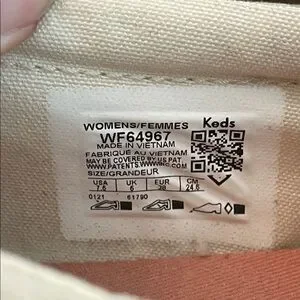 WOMENS/FEMMES Keds
WF64967
MADE IN VIETNAM
FABRIQUE AU VIETNAM
MAY BE COVERED BY US PAT
SIZE/GRANDEUR
USA UK EUR CM
7.5 5 38 24.5
0121 61790